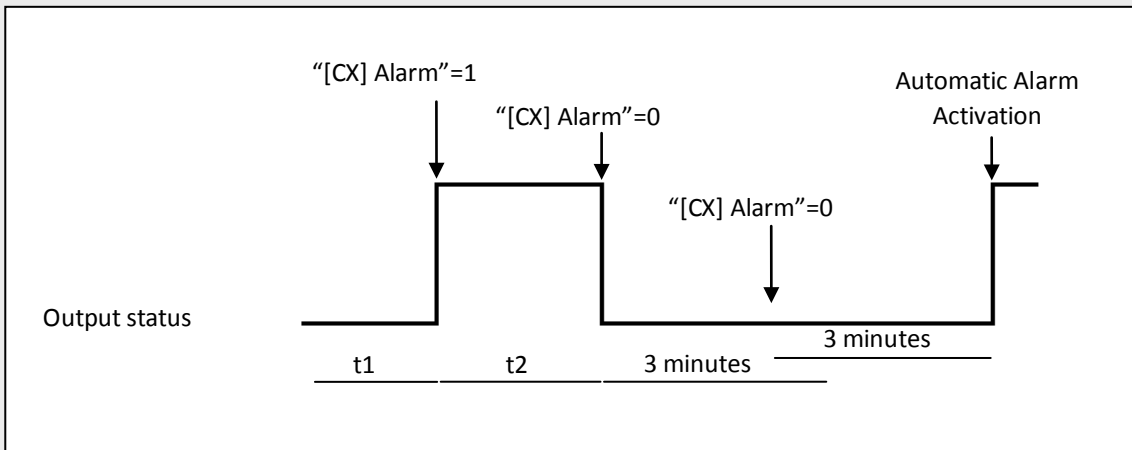 “[CX] Alarm”=1
“[CX] Alarm”=0
Automatic Alarm
Activation
“[CX] Alarm”=0
Output status
3 minutes
t1
t2
3 minutes